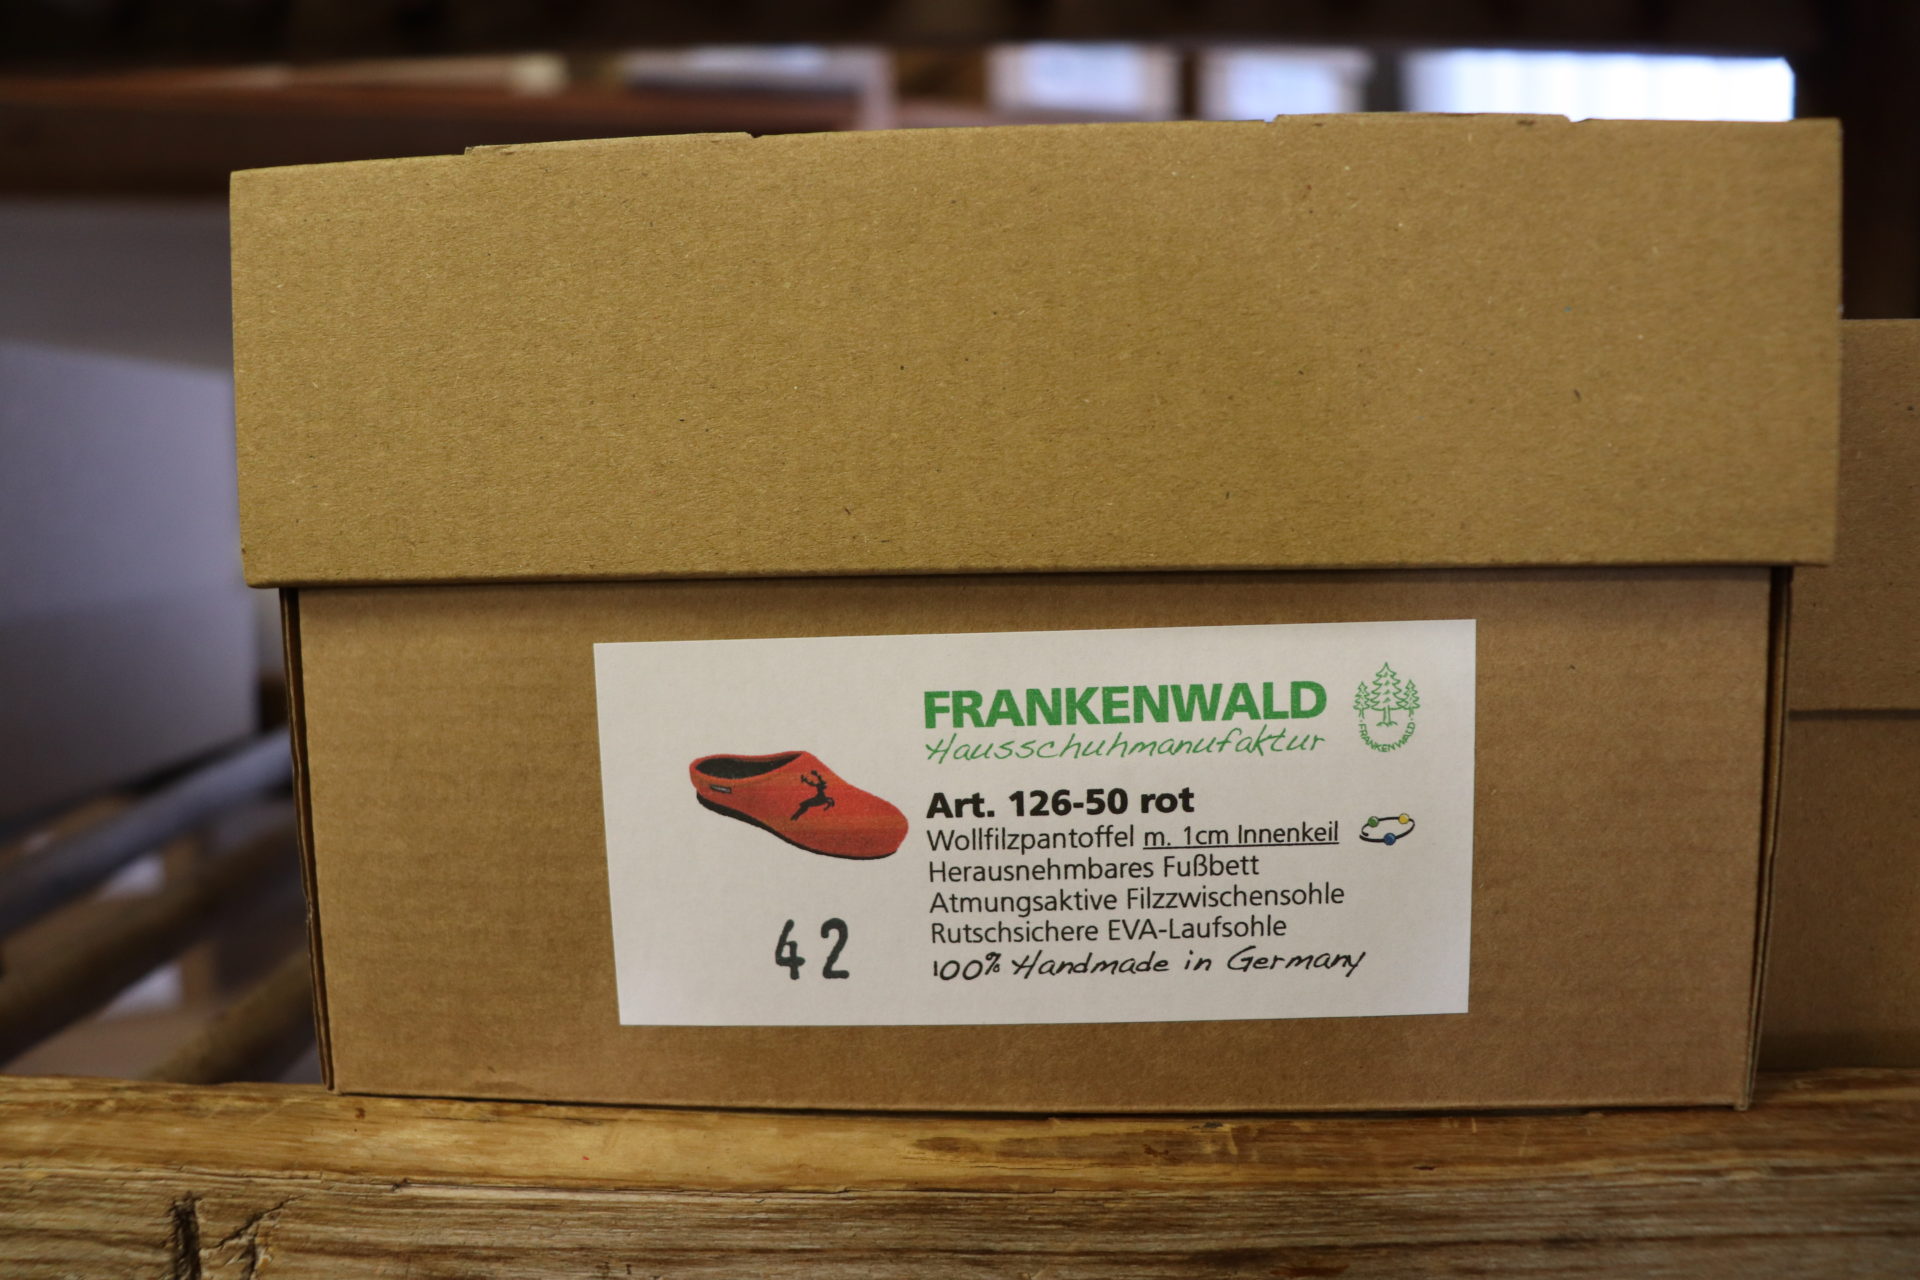 FRANKENWALD
Hausschuhmanufaktur
FRANKENWALD
Art. 126-50 rot
Wollfilzpantoffel m. 1cm Innenkeil
Herausnehmbares Fußbett
Atmungsaktive Filzzwischensohle
Rutschsichere EVA-Laufsohle
100% Handmade in Germany
42